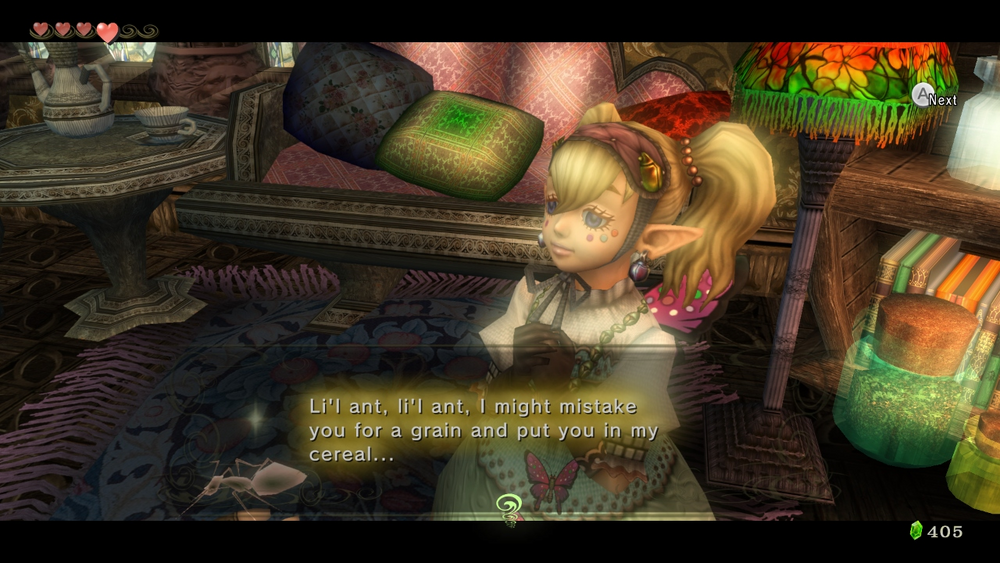 A Next
Li'l ant, li'l ant, I might mistake
you for a grain and put you in my
cereal...
405